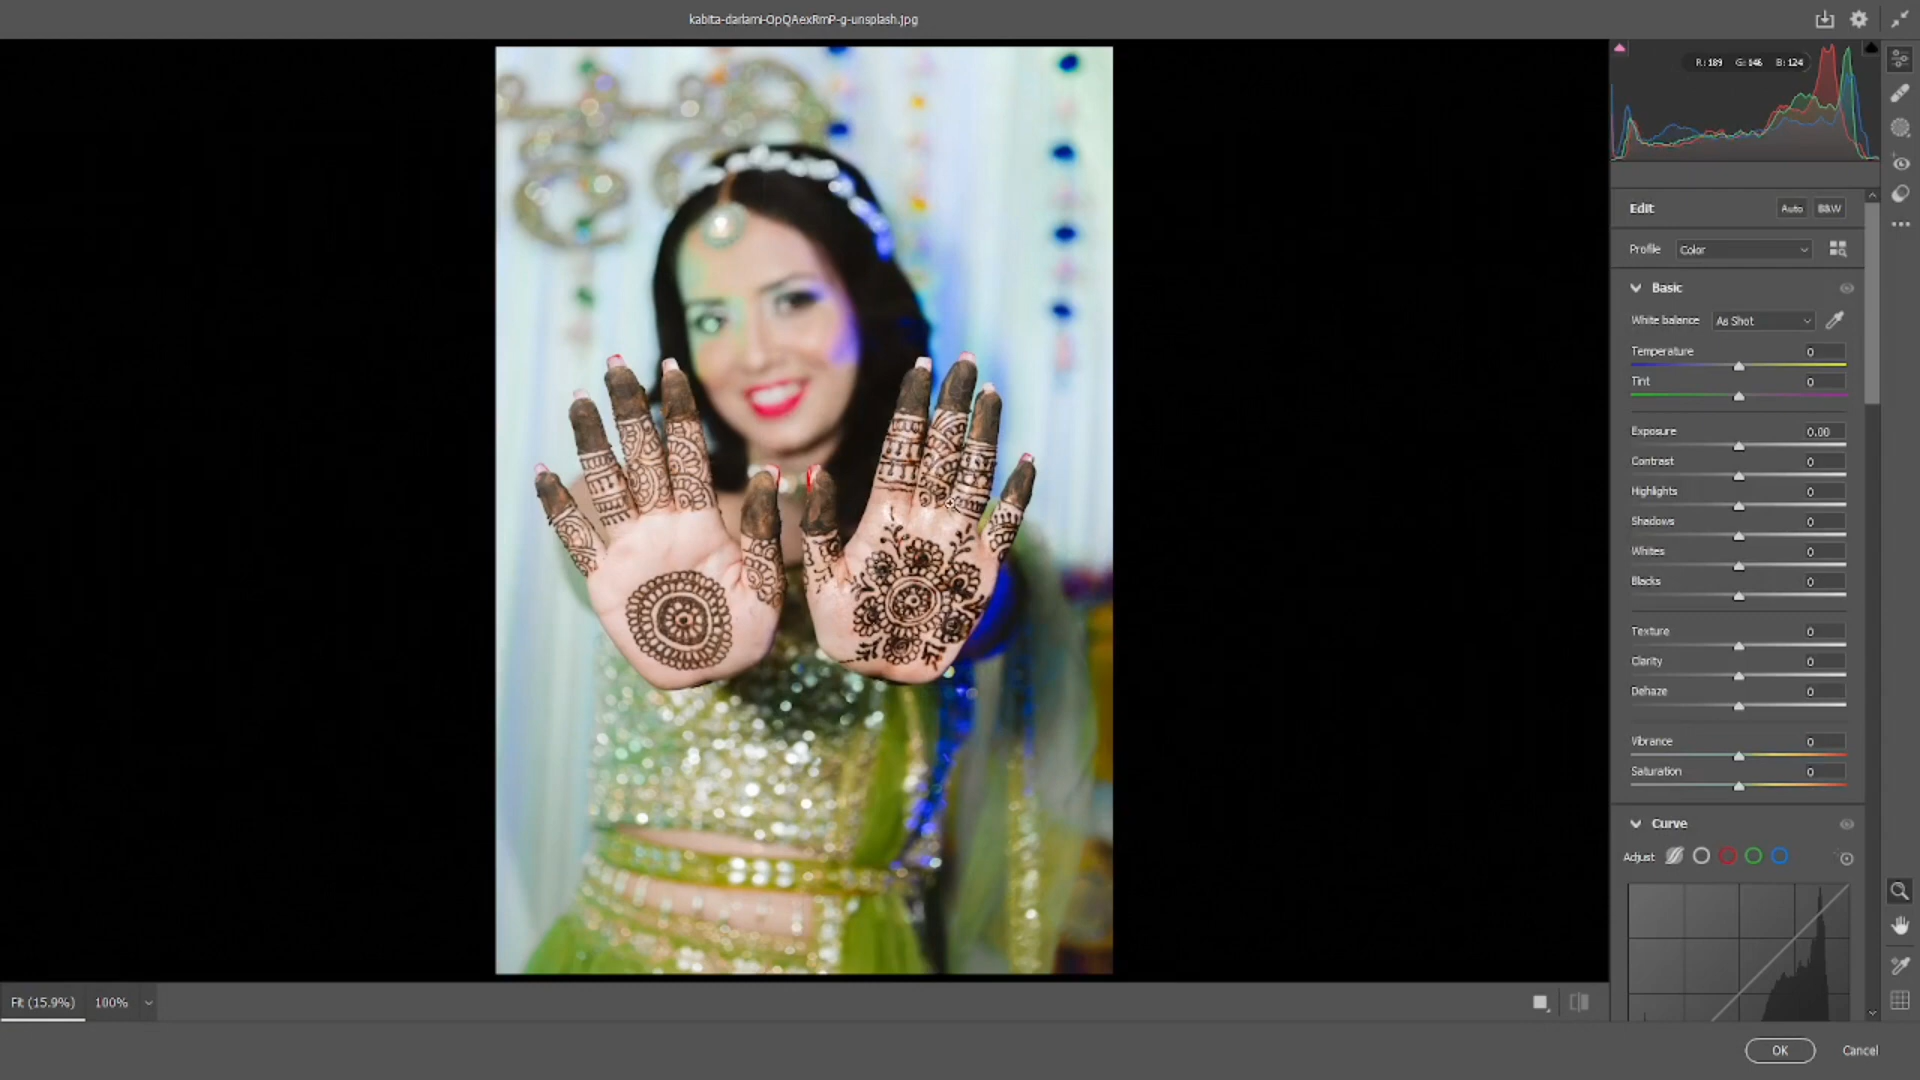 kabita-darlami-OpQAexRmP-g-unsplash.jpg
R: 189 G: 146 B: 124
Edit Auto B&W
Profile Color
Basic
White balance As Shot
Temperature 0
Tint 0
Exposure 0.00
Contrast 0
Highlights 0
Shadows 0
Whites 0
Blacks 0
Texture 0
Clarity 0
Dehaze 0
Vibrance 0
Saturation 0
Curve
Adjust
Fit (15.9%) 100%
OK Cancel